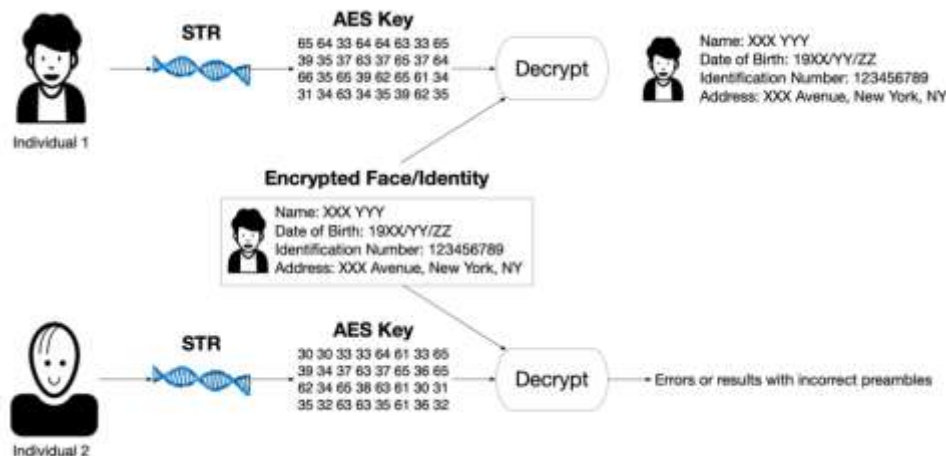 STR
AES Key
65 64 33 64 64 63 33 65
39 35 37 63 37 65 37 64
66 35 65 39 62 65 61 34
31 34 63 34 35 39 62 35
Decrypt
Name: XXX YYY
Date of Birth: 19XX/YY/ZZ
Identification Number: 123456789
Address: XXX Avenue, New York, NY
Individual 1
Encrypted Face/Identity
Name: XXX YYY
Date of Birth: 19XX/YY/ZZ
Identification Number: 123456789
Address: XXX Avenue, New York, NY
STR
AES Key
30 30 33 33 64 61 33 65
39 34 37 63 37 65 36 65
62 34 65 38 63 61 30 31
35 32 63 63 35 61 36 32
Decrypt
Errors or results with incorrect preambles
Individual 2